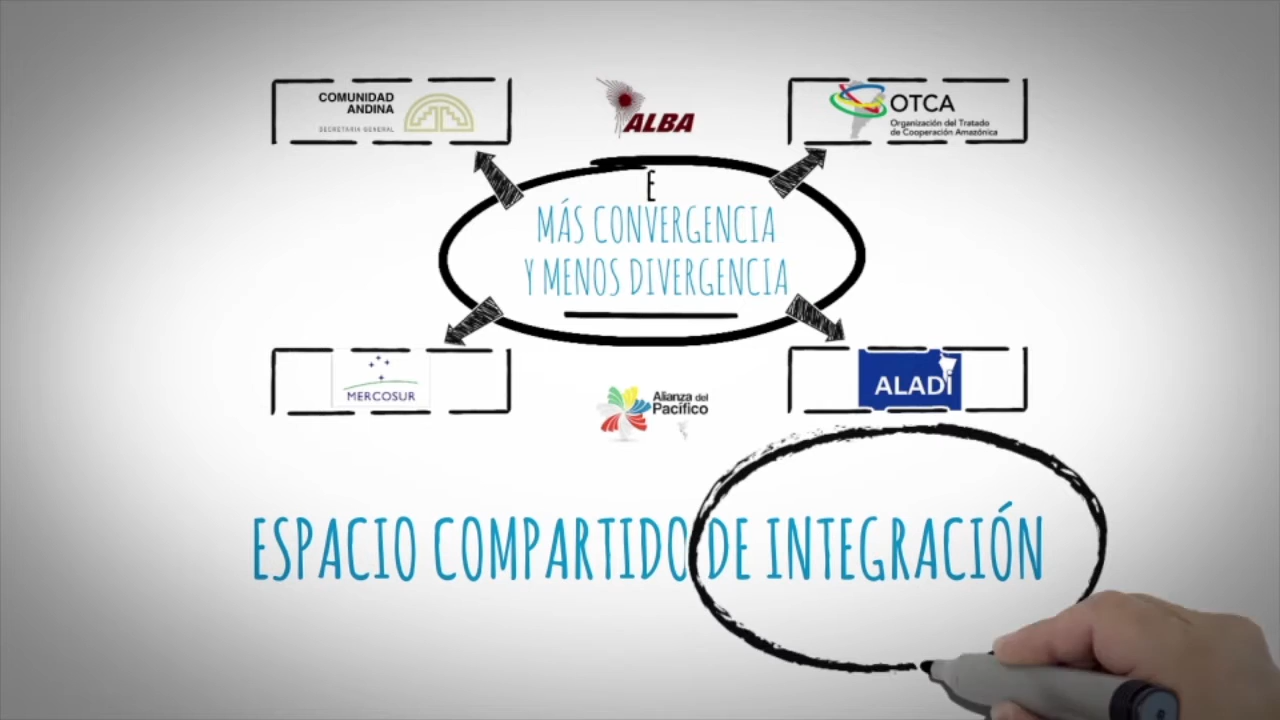 COMUNIDAD
ANDINA
SECRETARIA GENERAL
ALBA
OTCA
Organización del Tratado
de Cooperación Amazónica
E
MÁS CONVERGENCIA
Y MENOS DIVERGENCIA
MERCOSUR
Alianza del
Pacífico
ALADI
ESPACIO COMPARTIDO DE INTEGRACIÓN